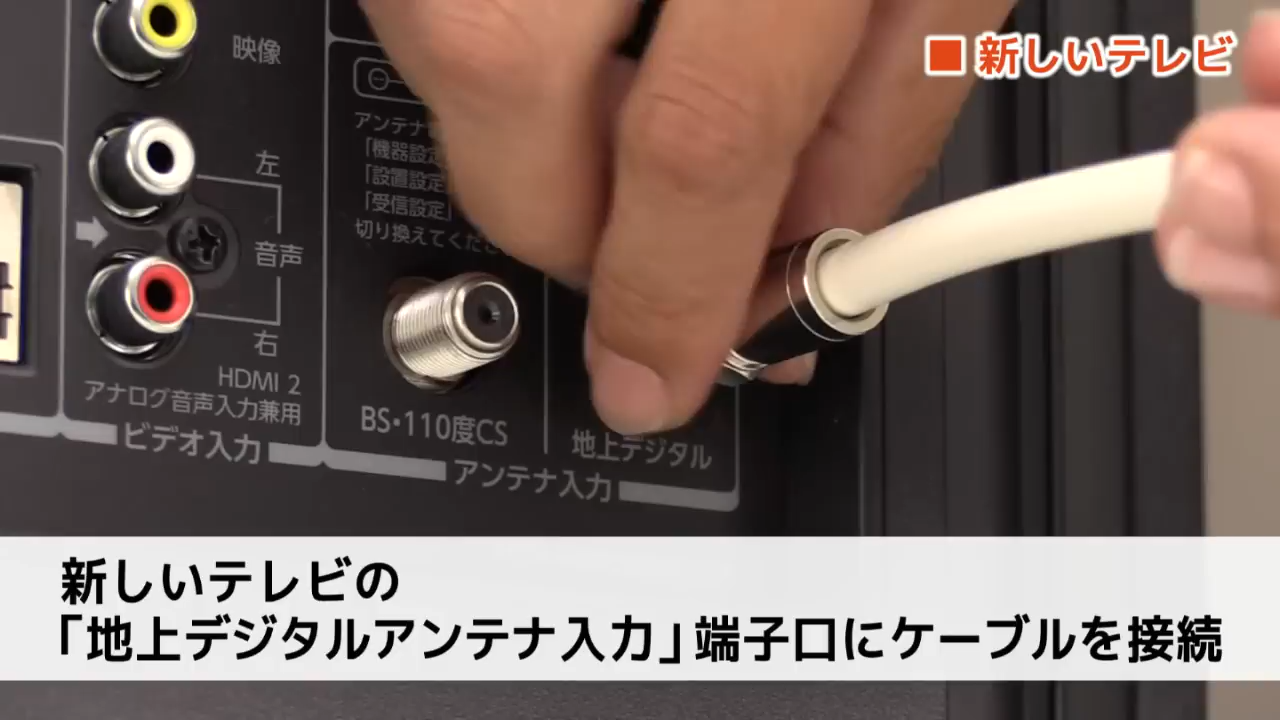 ■ 新しいテレビ
映像
左
音声
右
HDMI 2
アナログ音声入力兼用
ビデオ入力
アンテナ
「機器設定
「設置設定
「受信設定」
切り換えてくださ
BS・110度CS
地上デジタル
アンテナ入力
新しいテレビの
「地上デジタルアンテナ入力」端子口にケーブルを接続